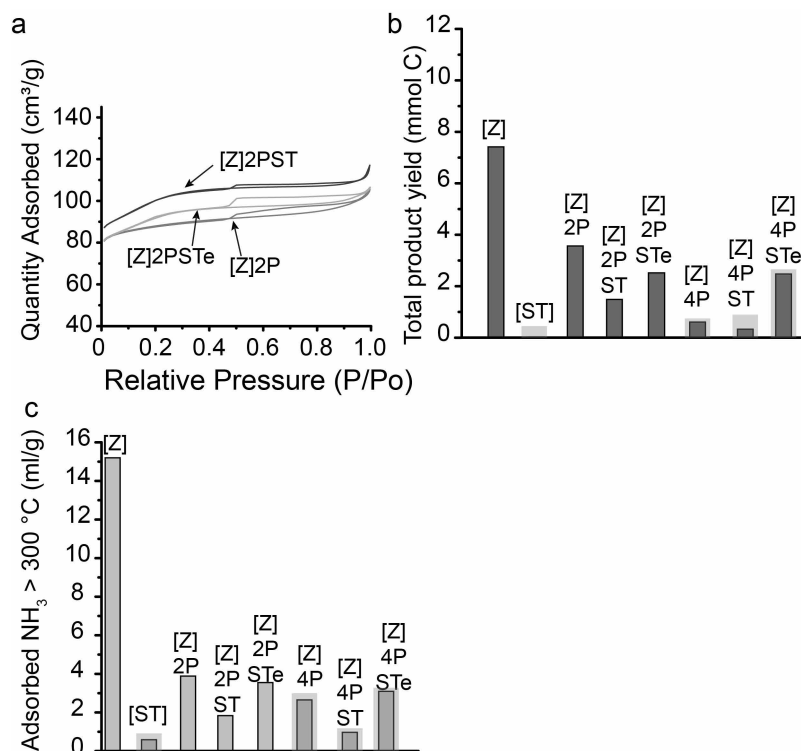 a
Quantity Adsorbed (cm³/g)
140
120
100
80
60
40
[Z]2PST
[Z]2PSTe
[Z]2P
0
0.2
0.4
0.6
0.8
1.0
Relative Pressure (P/Po)
b
Total product yield (mmol C)
12
10
8
6
4
2
0
[Z]
[ST]
[Z]
2P
[Z]
2P
ST
[Z]
2P
STe
[Z]
4P
[Z]
4P
ST
[Z]
4P
STe
c
Adsorbed NH₃ > 300 °C (ml/g)
16
14
12
10
8
6
4
2
0
[Z]
[ST]
[Z]
2P
[Z]
2P
ST
[Z]
2P
STe
[Z]
4P
[Z]
4P
ST
[Z]
4P
STe